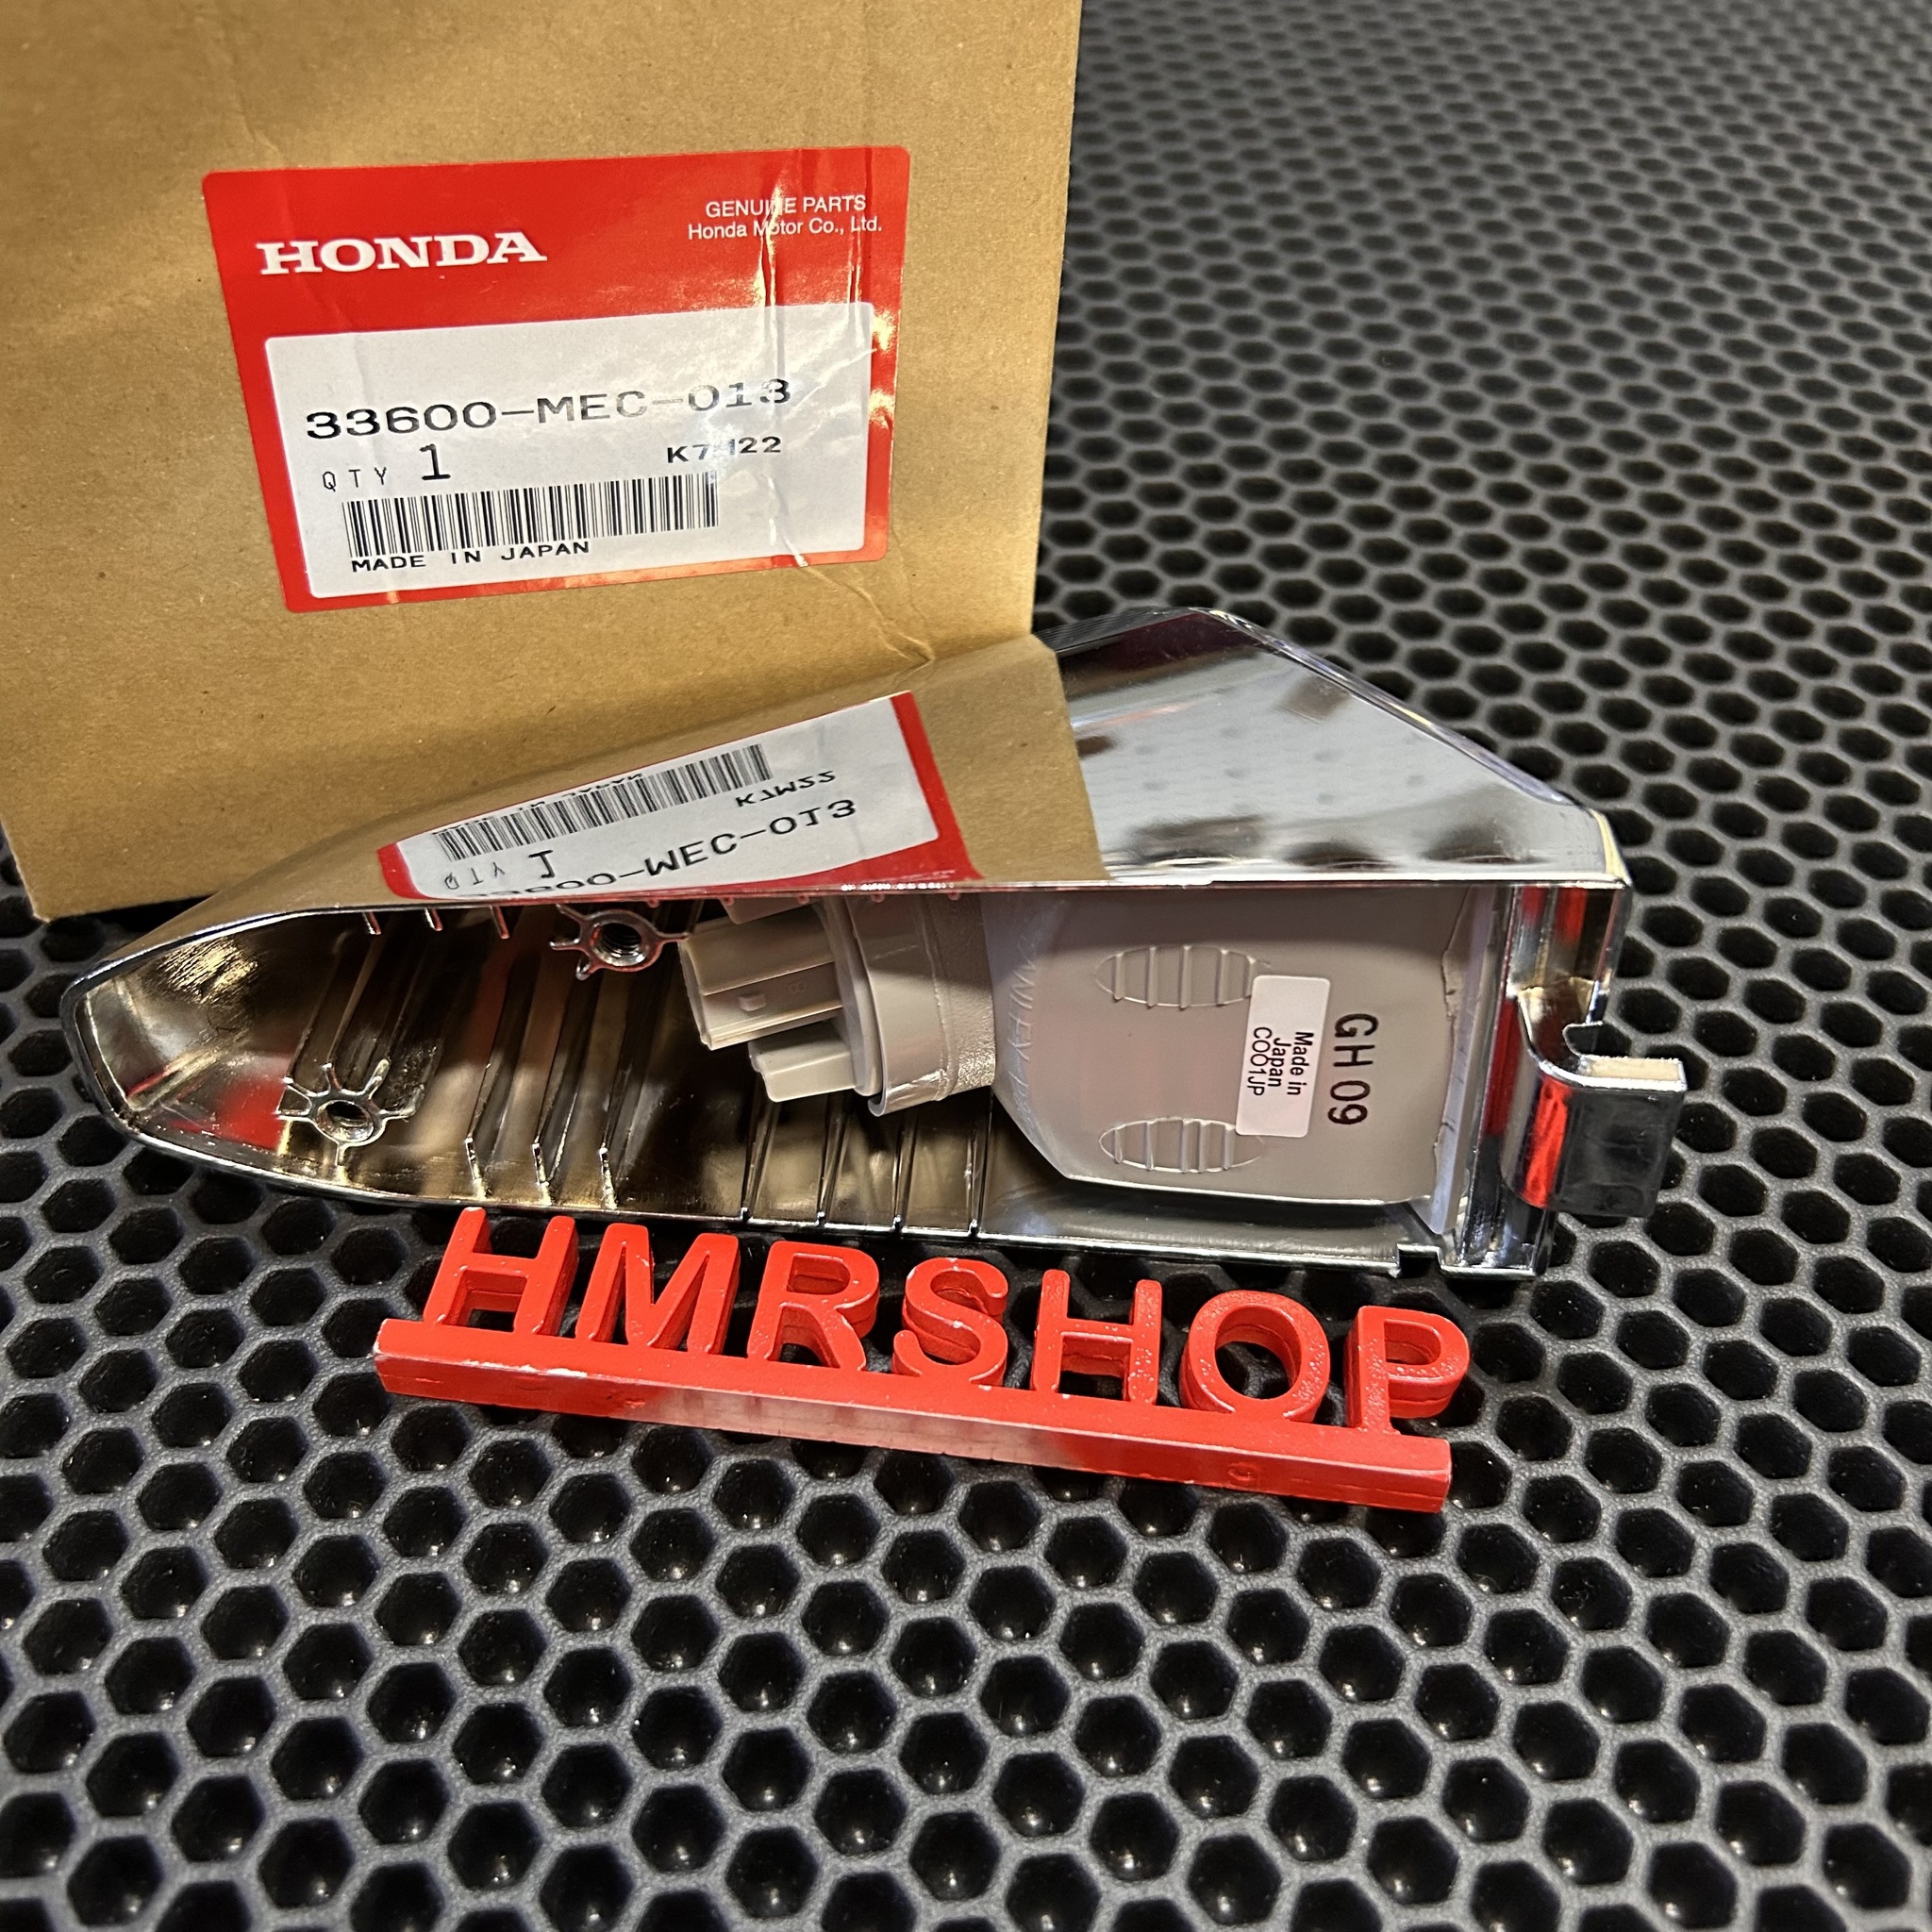 HONDA
GENUINE PARTS
Honda Motor Co., Ltd.
33600-MEC-013
QTY 1
MADE IN JAPAN
GH 09
Made in
Japan
C001JP
HMRSHOP